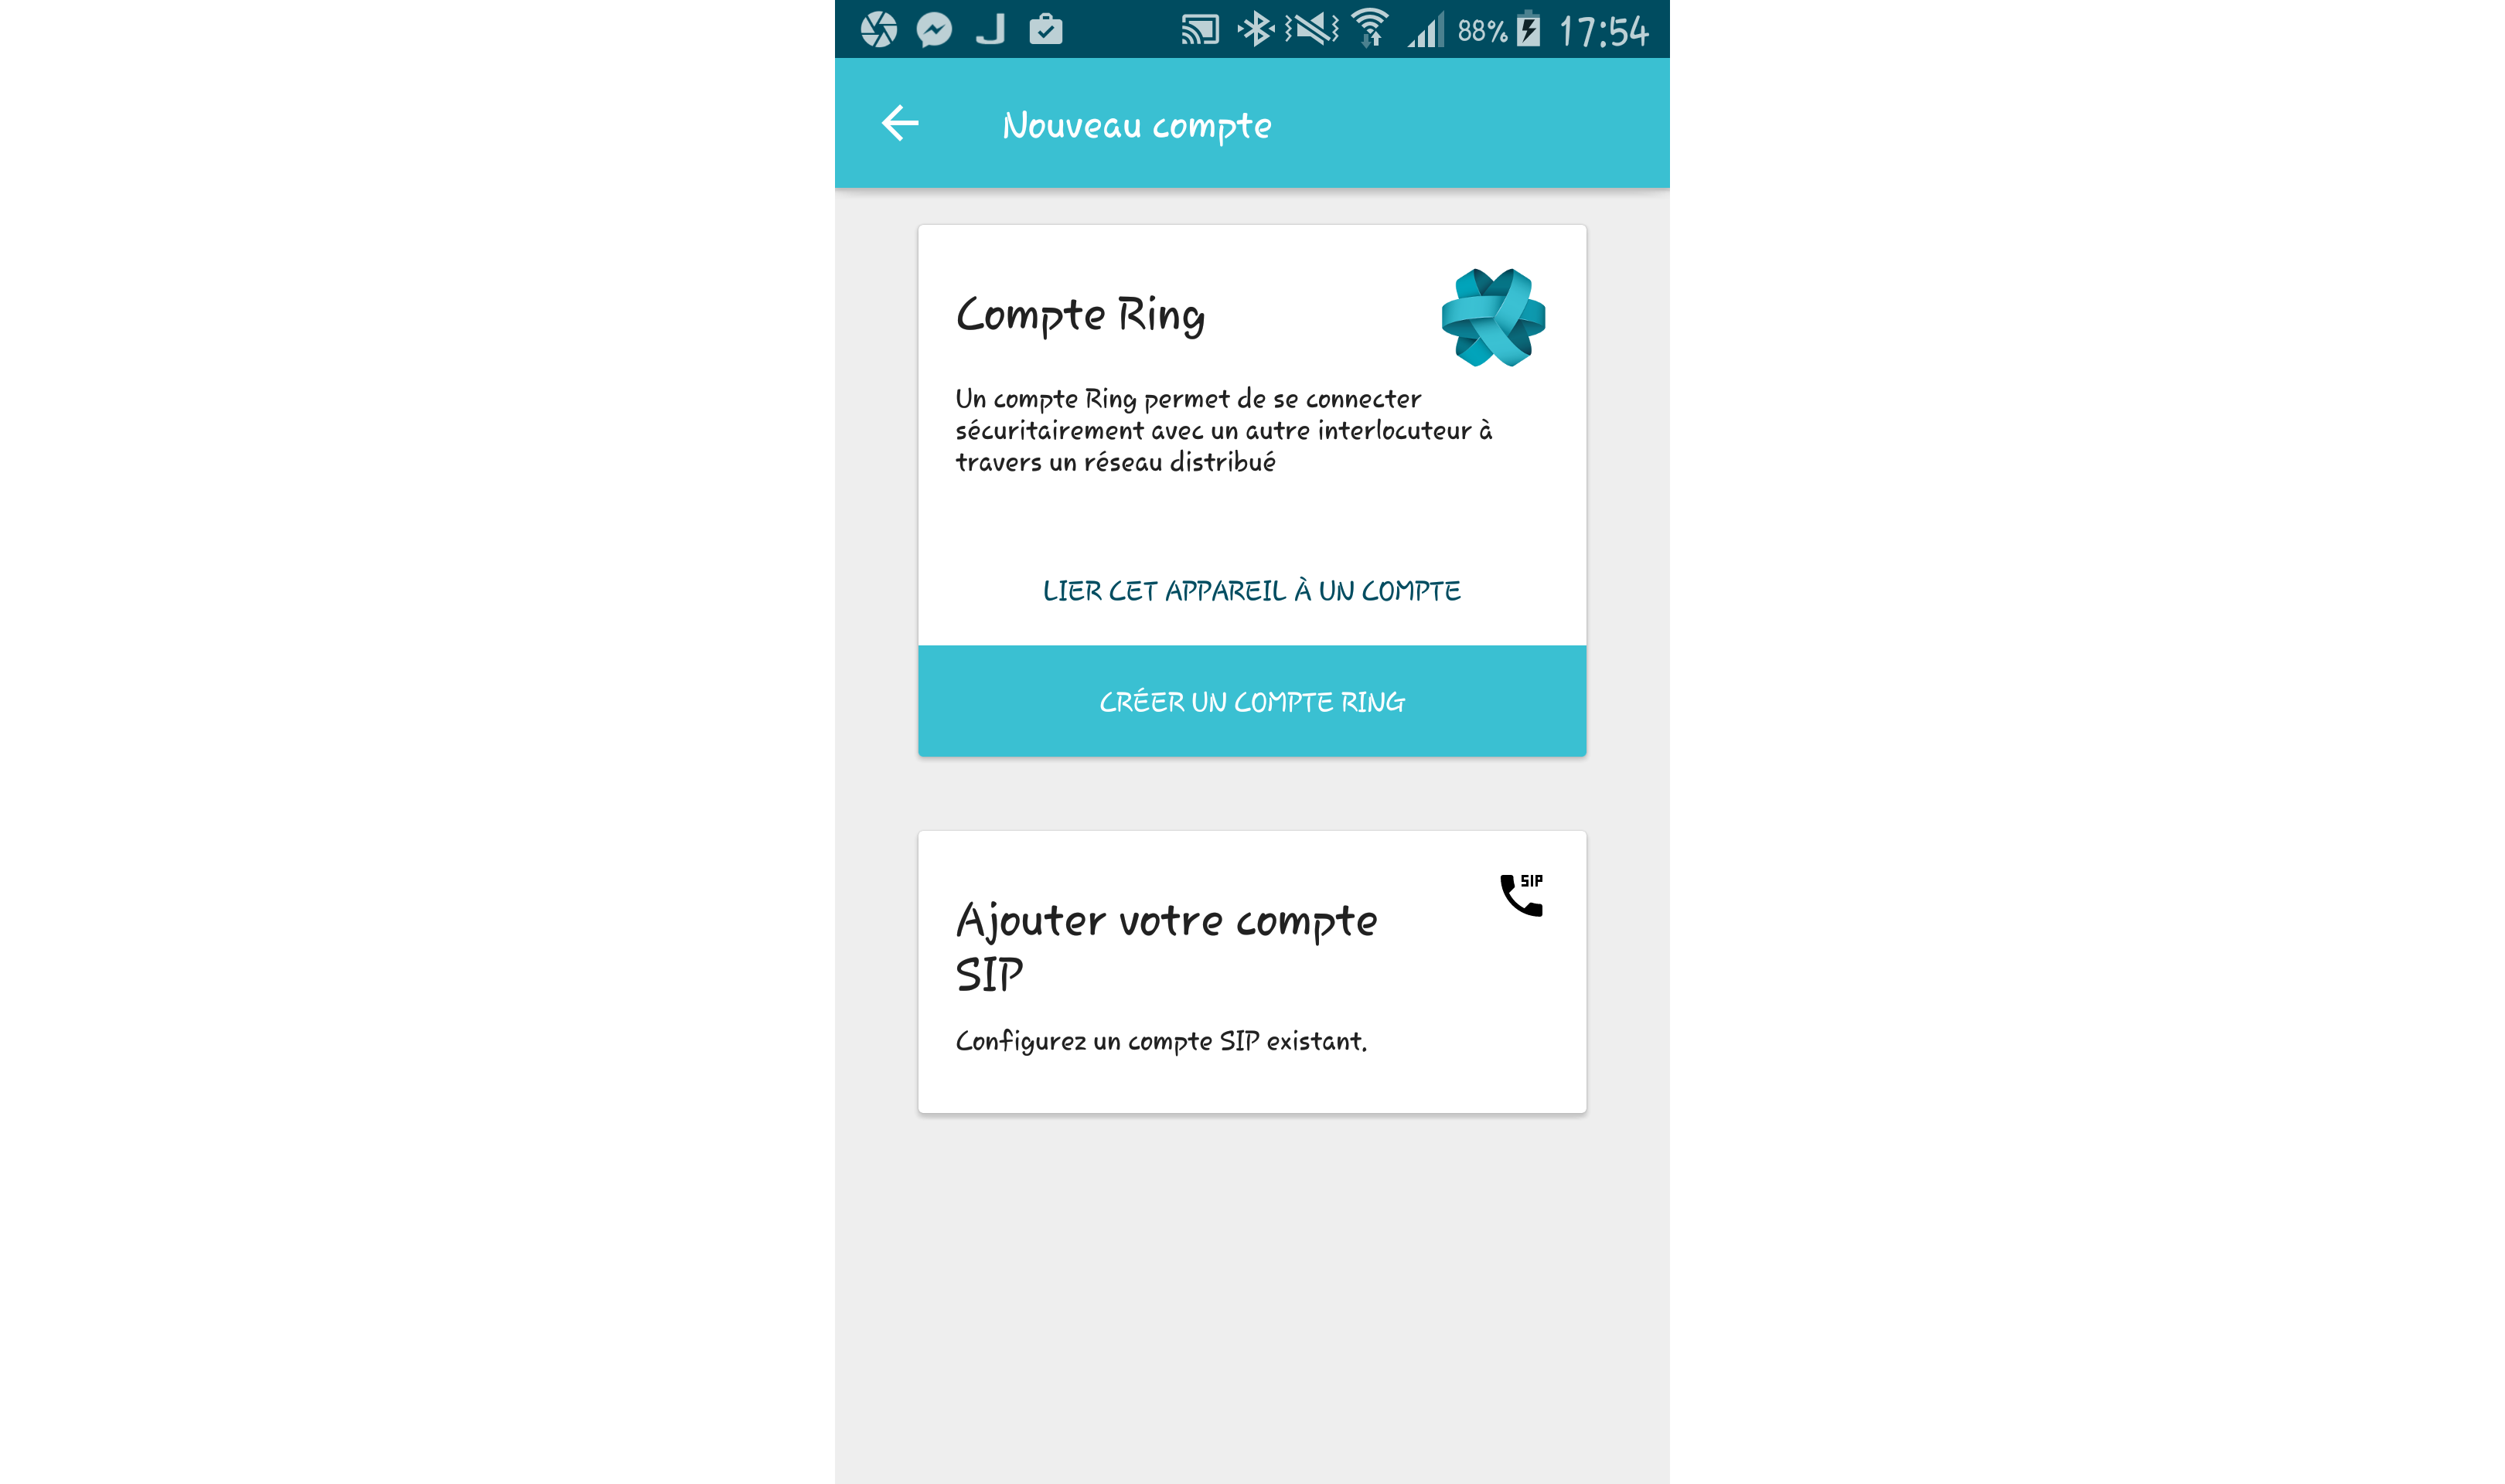 J
88% 17:54
Nouveau compte
Compte Ring
Un compte Ring permet de se connecter
sécuritairement avec un autre interlocuteur à
travers un réseau distribué
LIER CET APPAREIL À UN COMPTE
CRÉER UN COMPTE RING
SIP
Ajouter votre compte
SIP
Configurez un compte SIP existant.